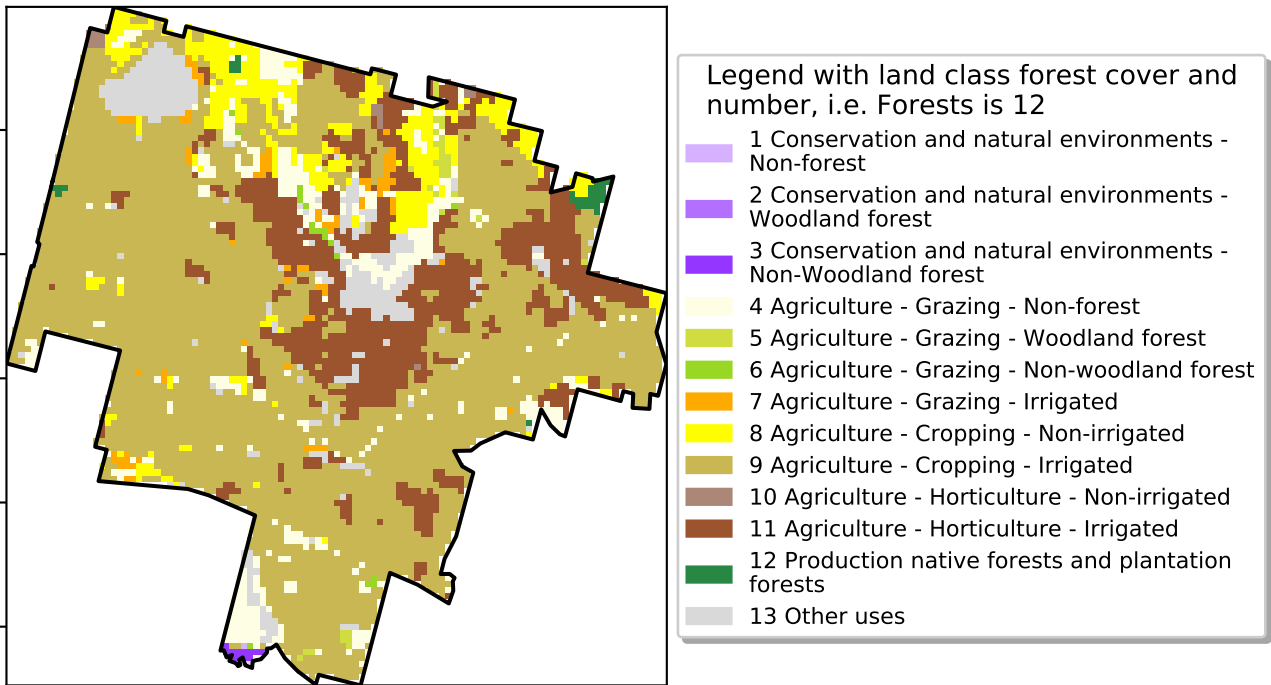 Legend with land class forest cover and
number, i.e. Forests is 12
1 Conservation and natural environments -
Non-forest
2 Conservation and natural environments -
Woodland forest
3 Conservation and natural environments -
Non-Woodland forest
4 Agriculture - Grazing - Non-forest
5 Agriculture - Grazing - Woodland forest
6 Agriculture - Grazing - Non-woodland forest
7 Agriculture - Grazing - Irrigated
8 Agriculture - Cropping - Non-irrigated
9 Agriculture - Cropping - Irrigated
10 Agriculture - Horticulture - Non-irrigated
11 Agriculture - Horticulture - Irrigated
12 Production native forests and plantation
forests
13 Other uses